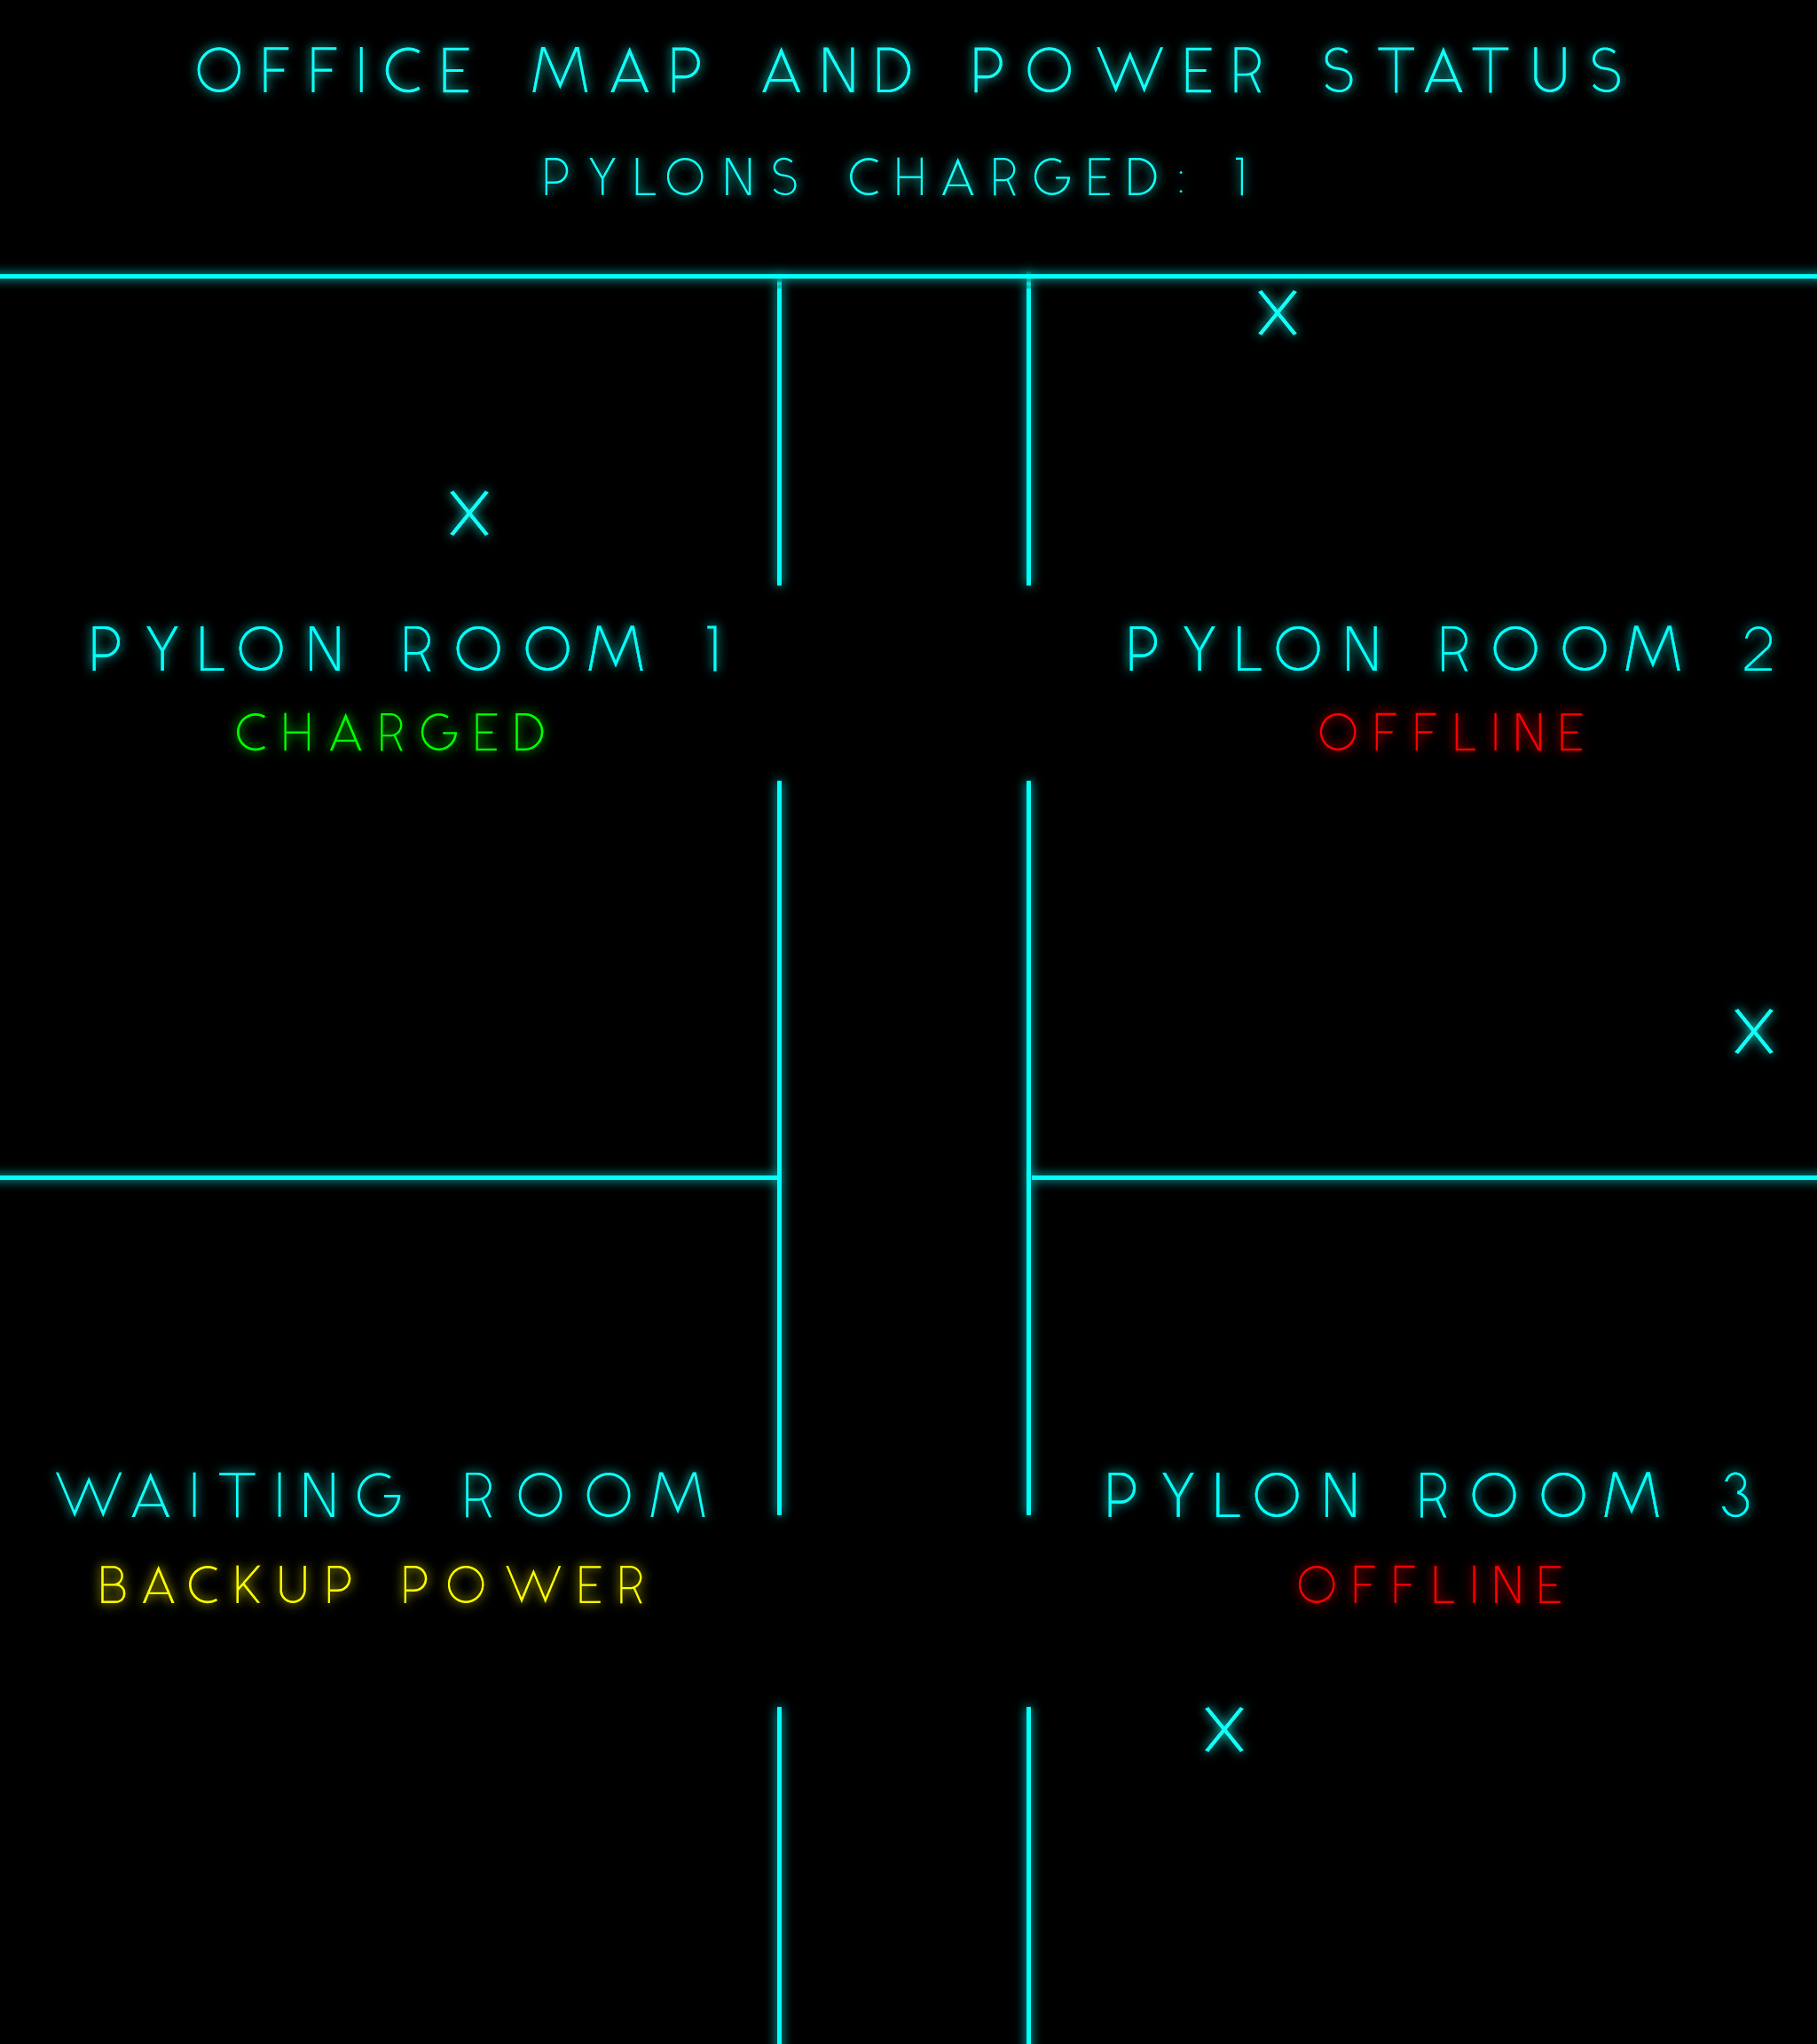 OFFICE MAP AND POWER STATUS
PYLONS CHARGED: 1
X
X
PYLON ROOM 1
CHARGED
PYLON ROOM 2
OFFLINE
X
WAITING ROOM
BACKUP POWER
PYLON ROOM 3
OFFLINE
X